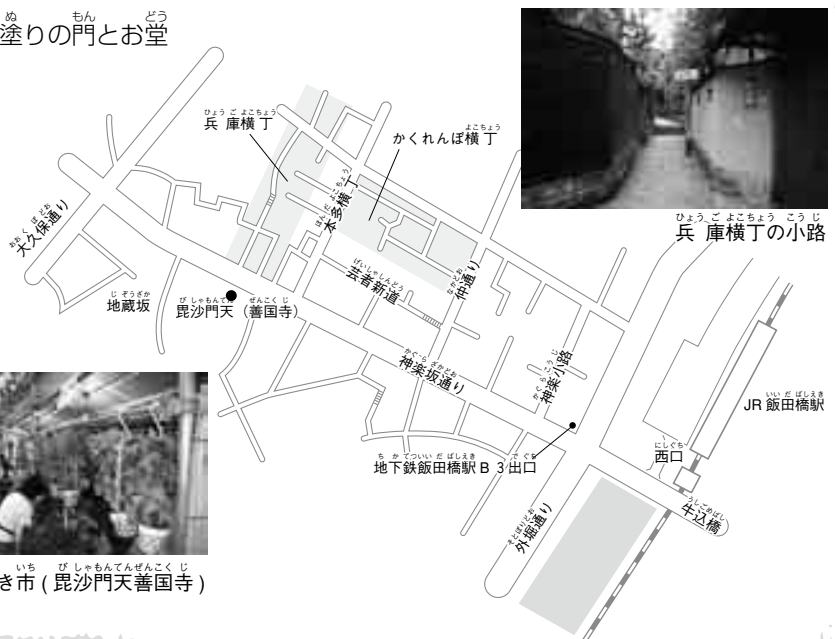 塗りの門とお堂
兵庫横丁
かくれんぼ横丁
本多横丁
大久保通り
兵庫横丁の小路
芸者新道
仲通り
地蔵坂
毘沙門天（善国寺）
神楽坂通り
神楽小路
JR 飯田橋駅
西口
地下鉄飯田橋駅B 3出口
牛込橋
外堀通り
き市 ( 毘沙門天善国寺 )